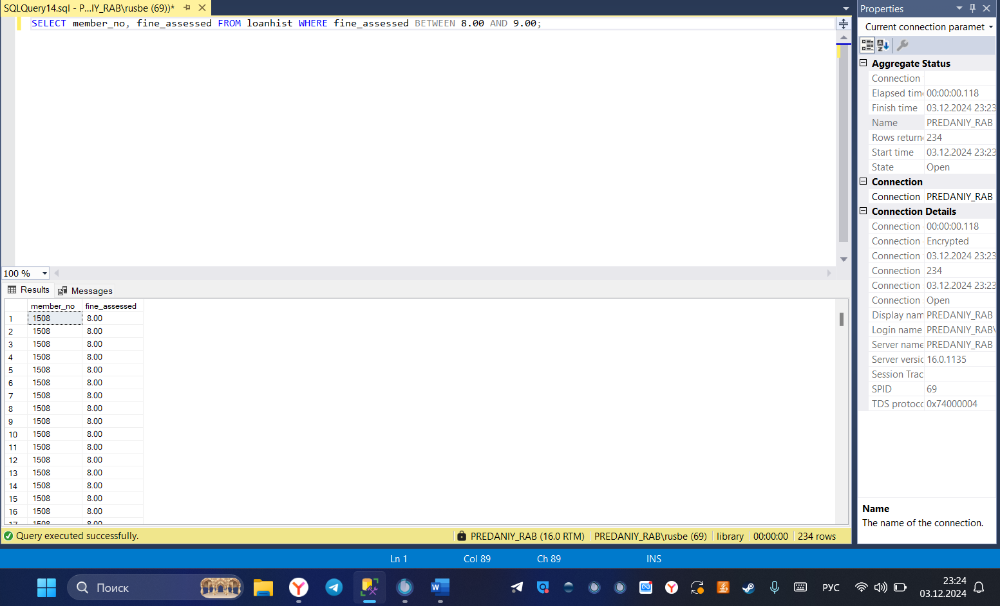 SQLQuery14.sql - P...IY_RAB\rusbe (69))*
SELECT member_no, fine_assessed FROM loanhist WHERE fine_assessed BETWEEN 8.00 AND 9.00;
100 %
Results Messages
member_no fine_assessed
1 1508 8.00
2 1508 8.00
3 1508 8.00
4 1508 8.00
5 1508 8.00
6 1508 8.00
7 1508 8.00
8 1508 8.00
9 1508 8.00
10 1508 8.00
11 1508 8.00
12 1508 8.00
13 1508 8.00
14 1508 8.00
15 1508 8.00
16 1508 8.00
17 1508 8.00
Query executed successfully.
PREDANIY_RAB (16.0 RTM) PREDANIY_RAB\rusbe (69) library 00:00:00 234 rows
Properties
Current connection paramet
Aggregate Status
Connection
Elapsed time 00:00:00.118
Finish time 03.12.2024 23:23
Name PREDANIY_RAB
Rows returne 234
Start time 03.12.2024 23:23
State Open
Connection
Connection PREDANIY_RAB
Connection Details
Connection 00:00:00.118
Connection Encrypted
Connection 03.12.2024 23:23
Connection 234
Connection 03.12.2024 23:23
Connection Open
Display nam PREDANIY_RAB
Login name PREDANIY_RAB\
Server name PREDANIY_RAB
Server versic 16.0.1135
Session Trac
SPID 69
TDS protocc 0x74000004
Name
The name of the connection.
Ln 1 Col 89 Ch 89 INS
Поиск
РУС
23:24
03.12.2024